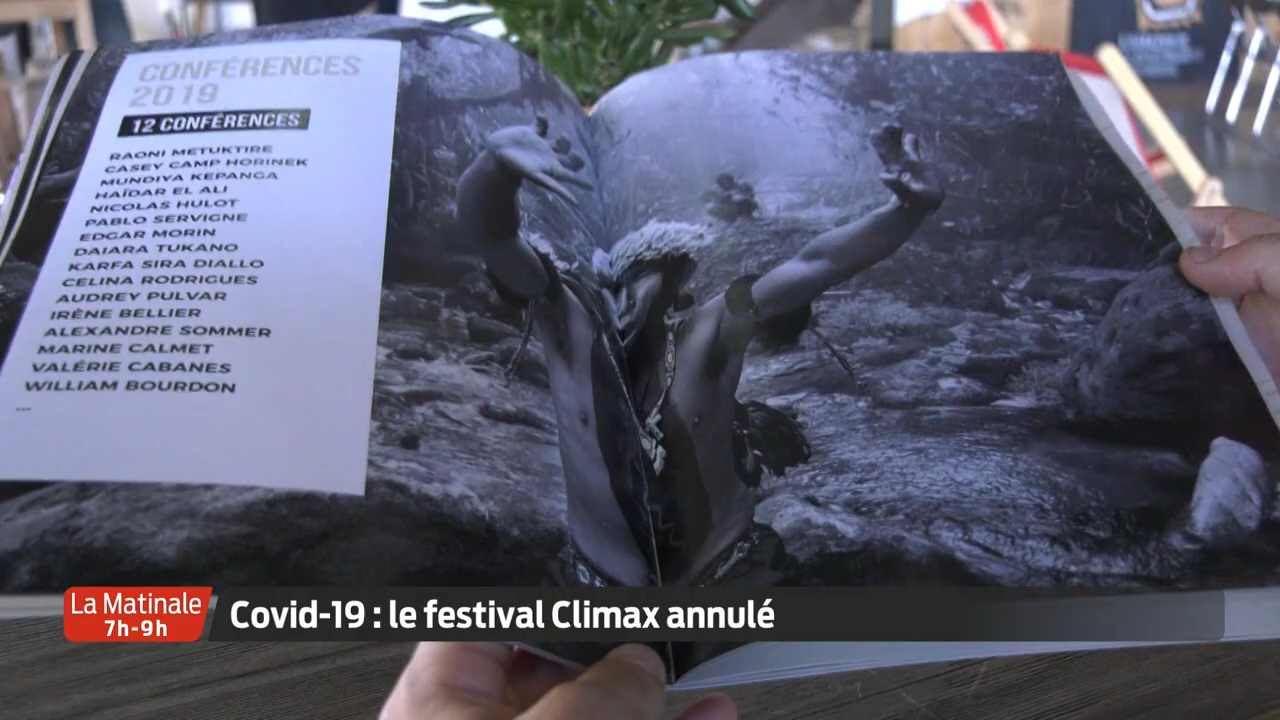 CONFÉRENCES
2019
12 CONFÉRENCES
RAONI METUKTIRE
CASEY CAMP HORINEK
MUNDIYA KEPANGA
HAÏDAR EL ALI
NICOLAS HULOT
PABLO SERVIGNE
EDGAR MORIN
DAIARA TUKANO
KARFA SIRA DIALLO
CELINA RODRIGUES
AUDREY PULVAR
IRÈNE BELLIER
ALEXANDRE SOMMER
MARINE CALMET
VALÉRIE CABANES
WILLIAM BOURDON
...
La Matinale
7h-9h
Covid-19 : le festival Climax annulé